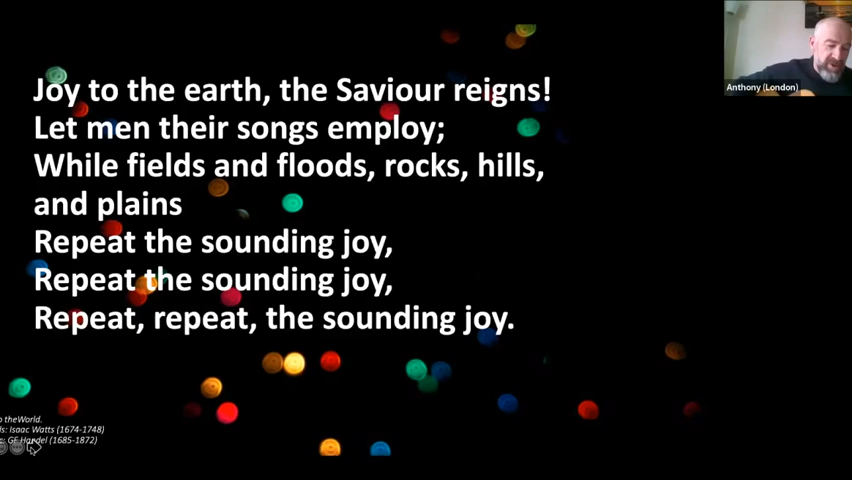 Joy to the earth, the Saviour reigns!
Let men their songs employ;
While fields and floods, rocks, hills,
and plains
Repeat the sounding joy,
Repeat the sounding joy,
Repeat, repeat, the sounding joy.
Anthony (London)
theWorld.
Isaac Watts (1674-1748)
GF Handel (1685-1872)